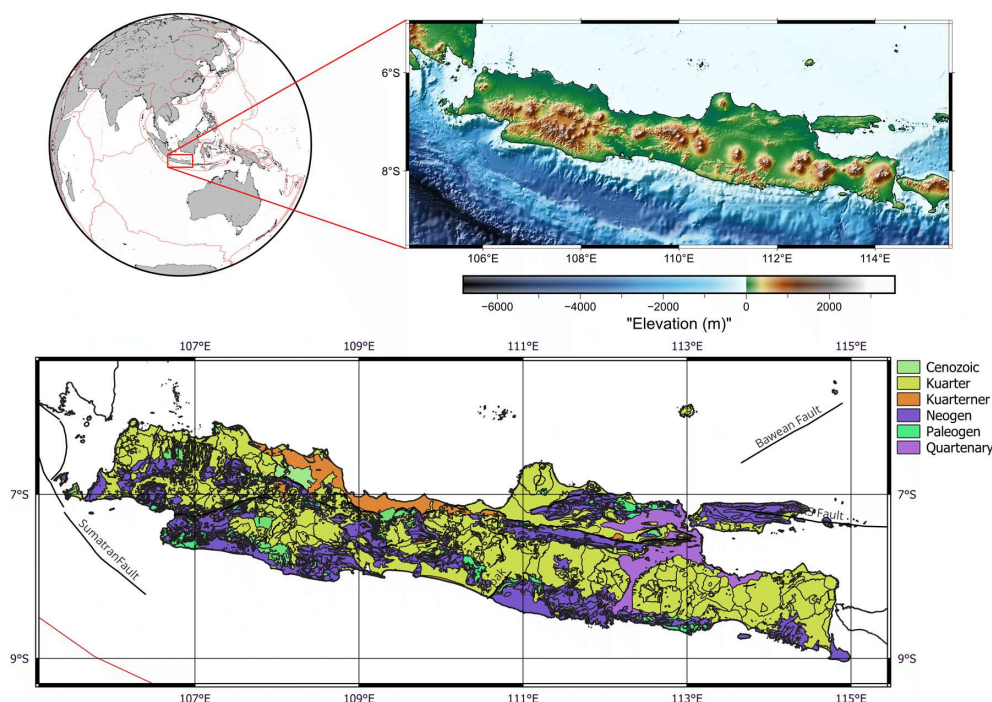 6°S
8°S
106°E 108°E 110°E 112°E 114°E
−6000 −4000 −2000 0 2000
"Elevation (m)"
107°E 109°E 111°E 113°E 115°E
Cenozoic
Kuarter
Kuarterner
Neogen
Paleogen
Quartenary
Bawean Fault
7°S 7°S
Fault
SumatranFault
9°S 9°S
107°E 109°E 111°E 113°E 115°E